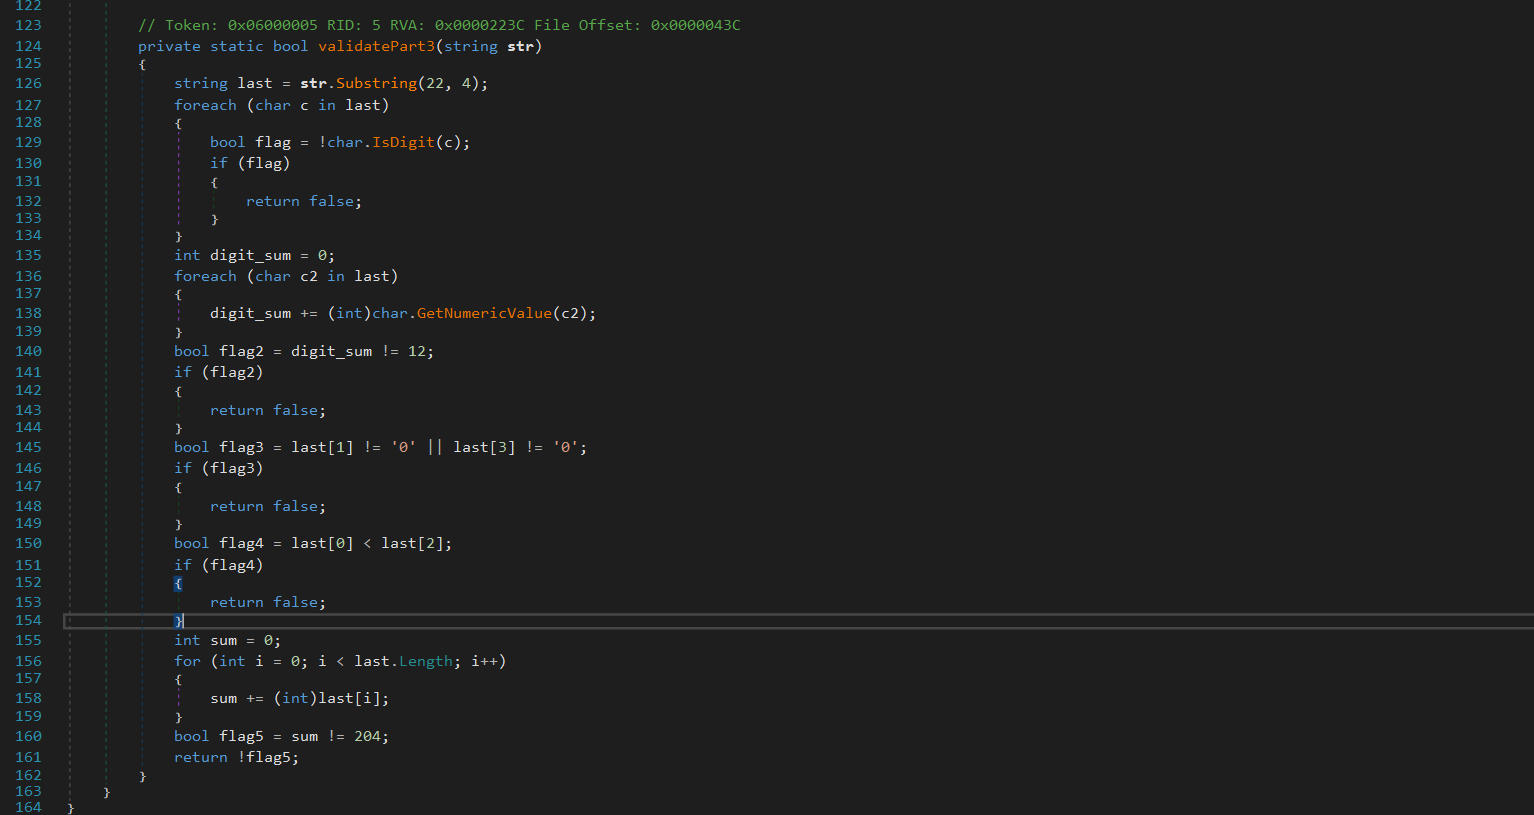 122
123 // Token: 0x06000005 RID: 5 RVA: 0x0000223C File Offset: 0x0000043C
124 private static bool validatePart3(string str)
125 {
126 string last = str.Substring(22, 4);
127 foreach (char c in last)
128 {
129 bool flag = !char.IsDigit(c);
130 if (flag)
131 {
132 return false;
133 }
134 }
135 int digit_sum = 0;
136 foreach (char c2 in last)
137 {
138 digit_sum += (int)char.GetNumericValue(c2);
139 }
140 bool flag2 = digit_sum != 12;
141 if (flag2)
142 {
143 return false;
144 }
145 bool flag3 = last[1] != '0' || last[3] != '0';
146 if (flag3)
147 {
148 return false;
149 }
150 bool flag4 = last[0] < last[2];
151 if (flag4)
152 {
153 return false;
154 }
155 int sum = 0;
156 for (int i = 0; i < last.Length; i++)
157 {
158 sum += (int)last[i];
159 }
160 bool flag5 = sum != 204;
161 return !flag5;
162 }
163 }
164 }